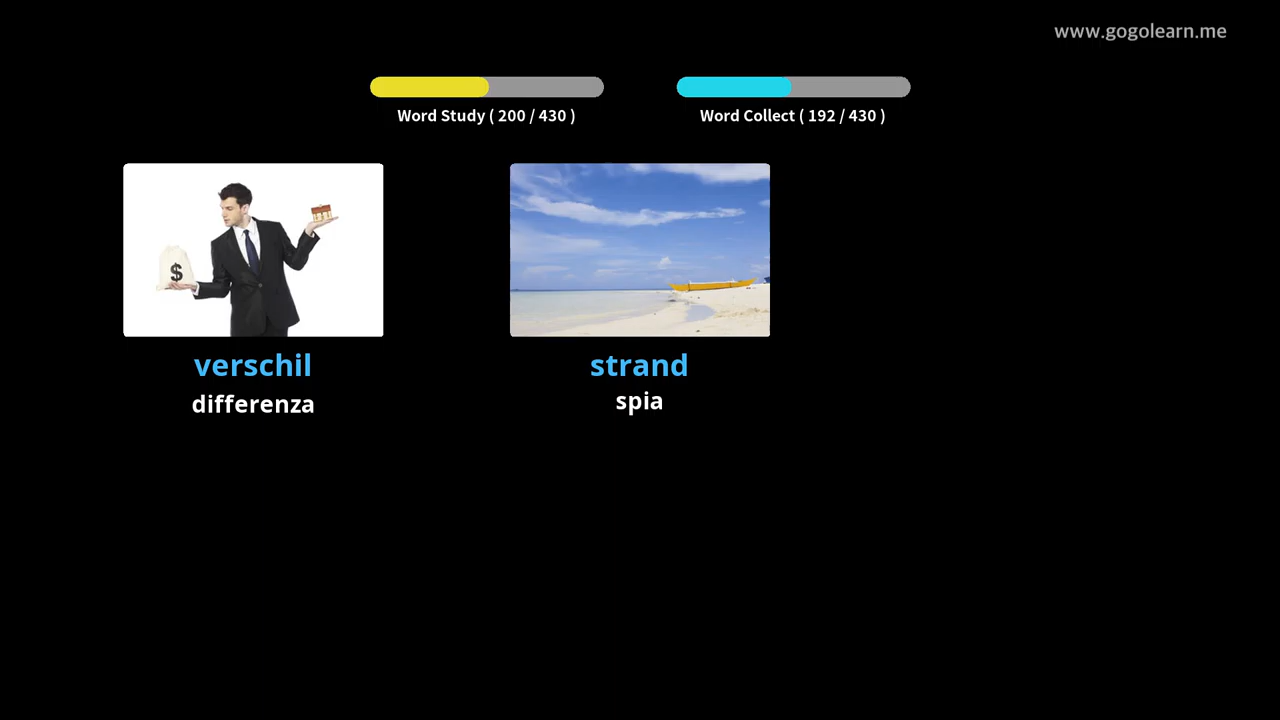 www.gogolearn.me
Word Study ( 200 / 430 )
Word Collect ( 192 / 430 )
$
verschil
strand
differenza
spia